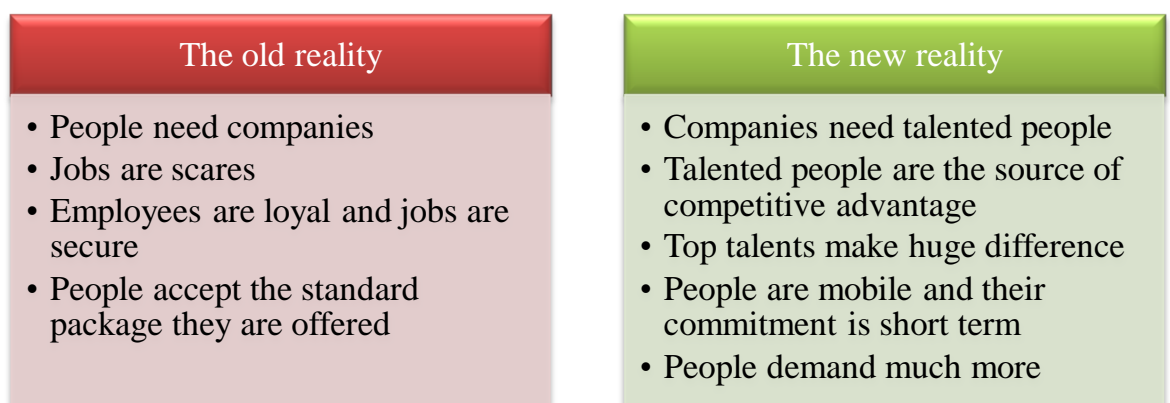 The old reality
• People need companies
• Jobs are scares
• Employees are loyal and jobs are
secure
• People accept the standard
package they are offered
The new reality
• Companies need talented people
• Talented people are the source of
competitive advantage
• Top talents make huge difference
• People are mobile and their
commitment is short term
• People demand much more